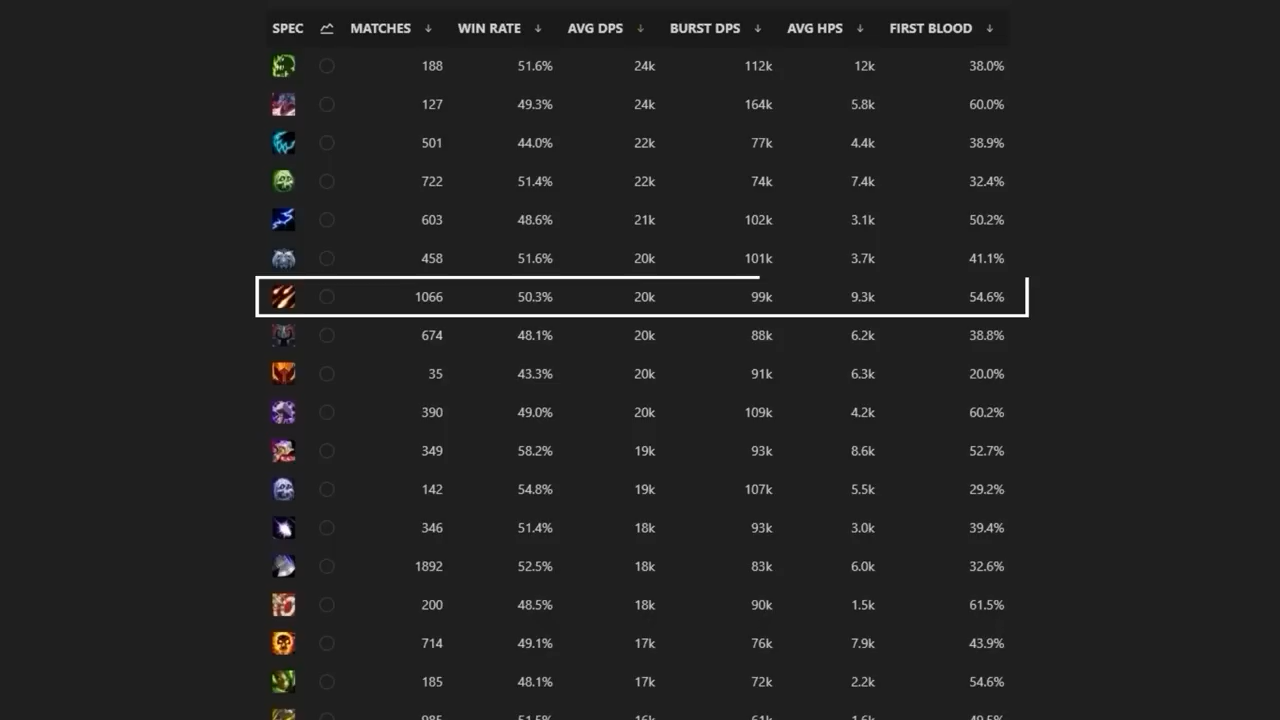 SPEC MATCHES ↓ WIN RATE ↓ AVG DPS ↓ BURST DPS ↓ AVG HPS ↓ FIRST BLOOD ↓
188 51.6% 24k 112k 12k 38.0%
127 49.3% 24k 164k 5.8k 60.0%
501 44.0% 22k 77k 4.4k 38.9%
722 51.4% 22k 74k 7.4k 32.4%
603 48.6% 21k 102k 3.1k 50.2%
458 51.6% 20k 101k 3.7k 41.1%
1066 50.3% 20k 99k 9.3k 54.6%
674 48.1% 20k 88k 6.2k 38.8%
35 43.3% 20k 91k 6.3k 20.0%
390 49.0% 20k 109k 4.2k 60.2%
349 58.2% 19k 93k 8.6k 52.7%
142 54.8% 19k 107k 5.5k 29.2%
346 51.4% 18k 93k 3.0k 39.4%
1892 52.5% 18k 83k 6.0k 32.6%
200 48.5% 18k 90k 1.5k 61.5%
714 49.1% 17k 76k 7.9k 43.9%
185 48.1% 17k 72k 2.2k 54.6%